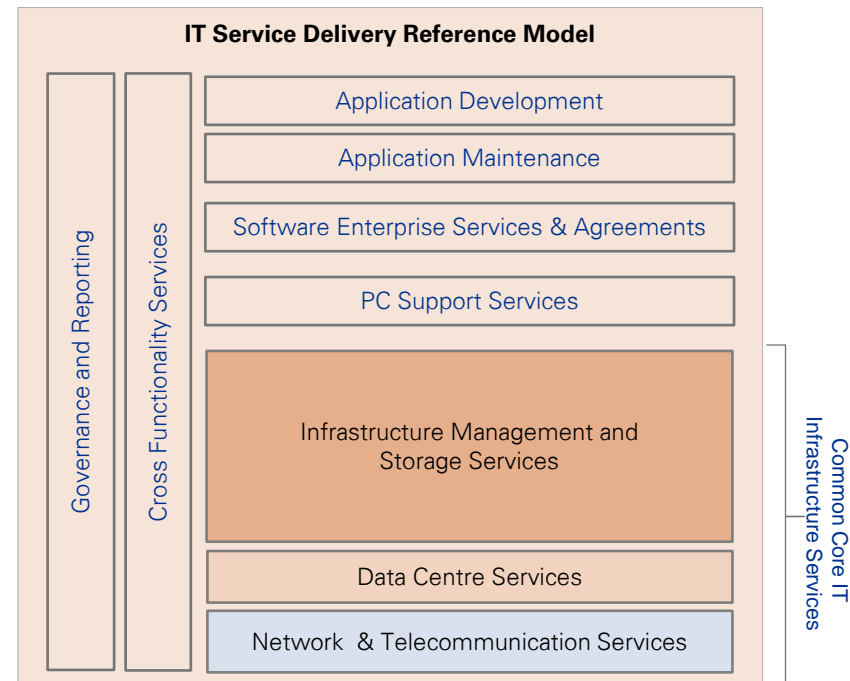 IT Service Delivery Reference Model
Governance and Reporting
Cross Functionality Services
Application Development
Application Maintenance
Software Enterprise Services & Agreements
PC Support Services
Infrastructure Management and
Storage Services
Data Centre Services
Network & Telecommunication Services
Common Core IT
Infrastructure Services